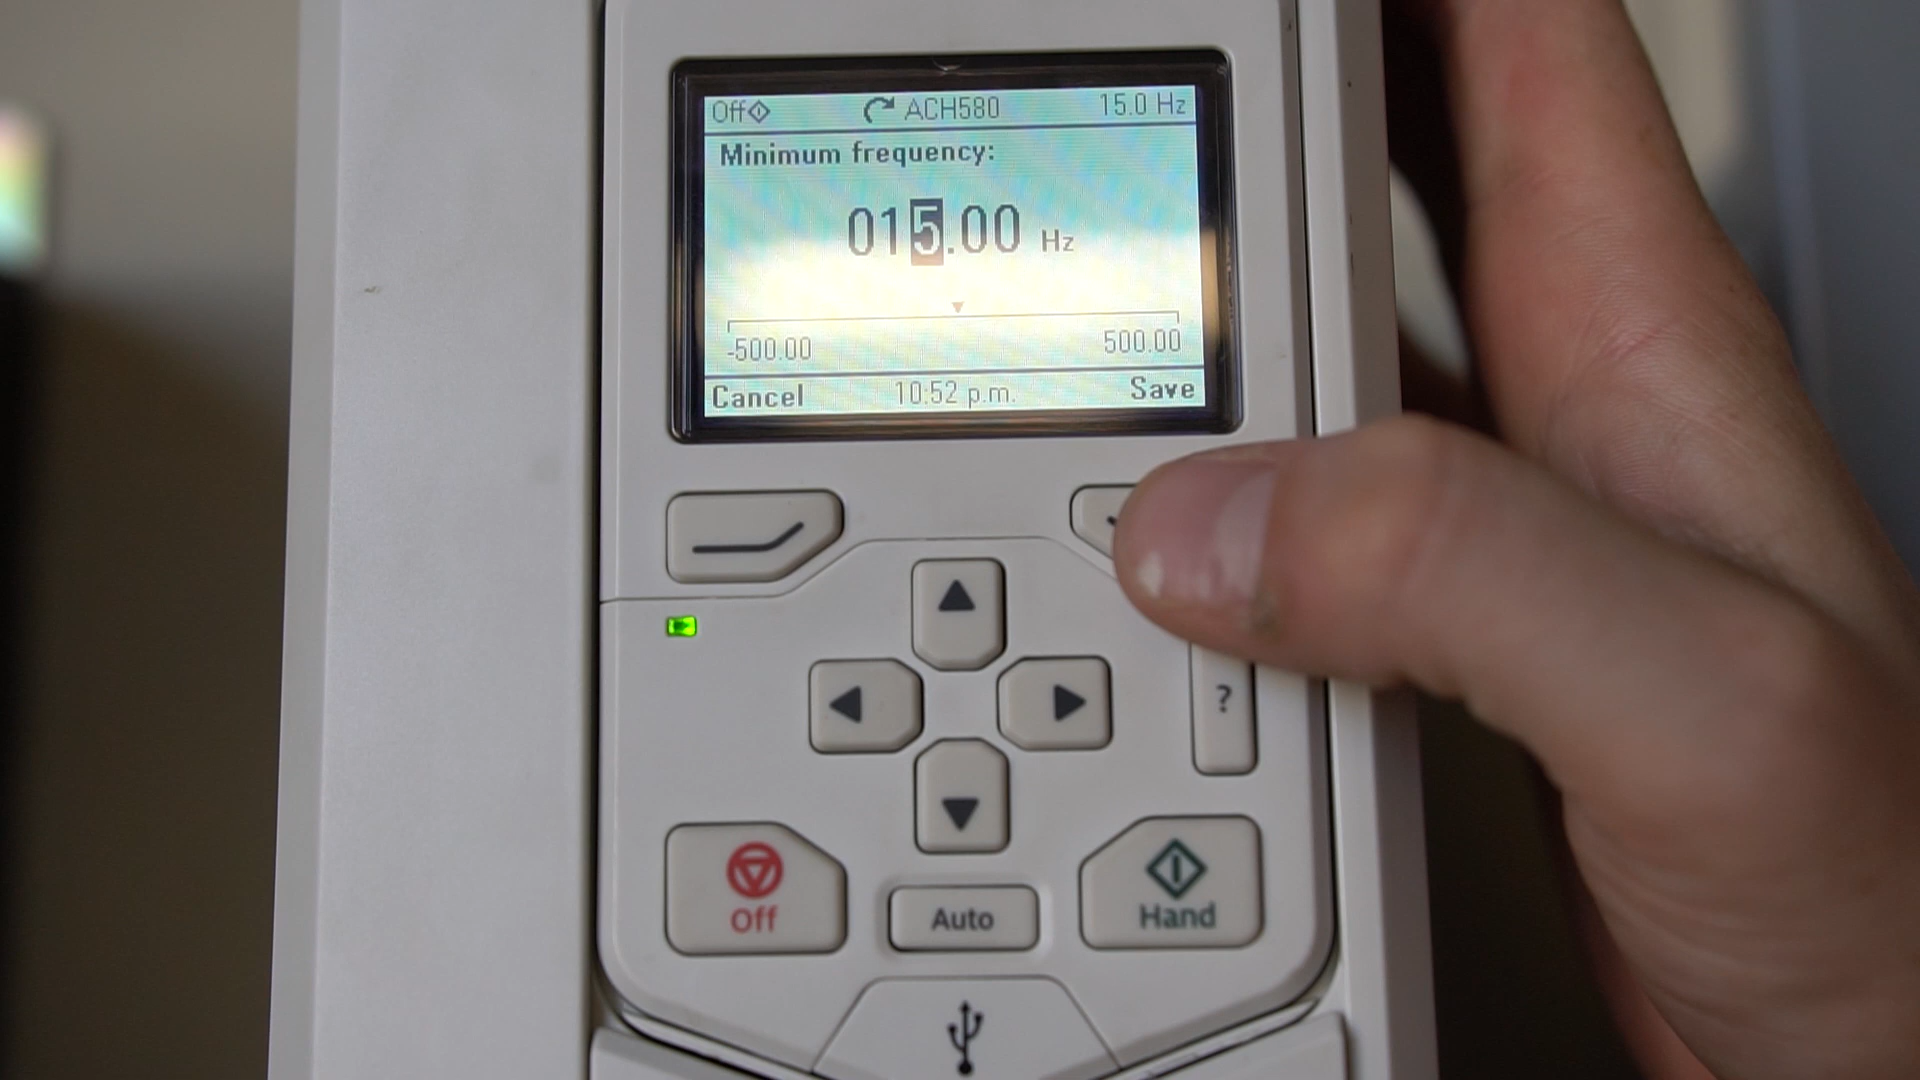 Off ACH580 15.0 Hz
Minimum frequency:
015.00 Hz
-500.00 500.00
Cancel 10:52 p.m. Save
?
Off Auto Hand